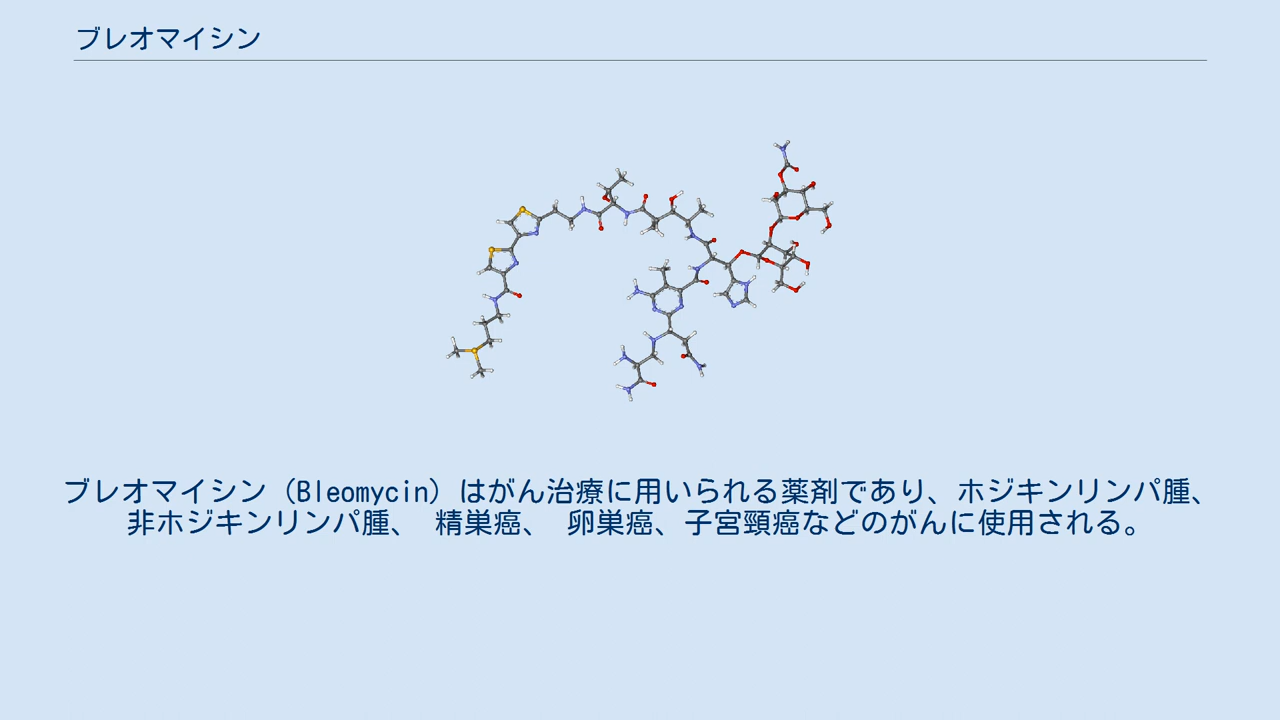 ブレオマイシン
ブレオマイシン（Bleomycin）はがん治療に用いられる薬剤であり、ホジキンリンパ腫、
非ホジキンリンパ腫、 精巣癌、 卵巣癌、子宮頸癌などのがんに使用される。